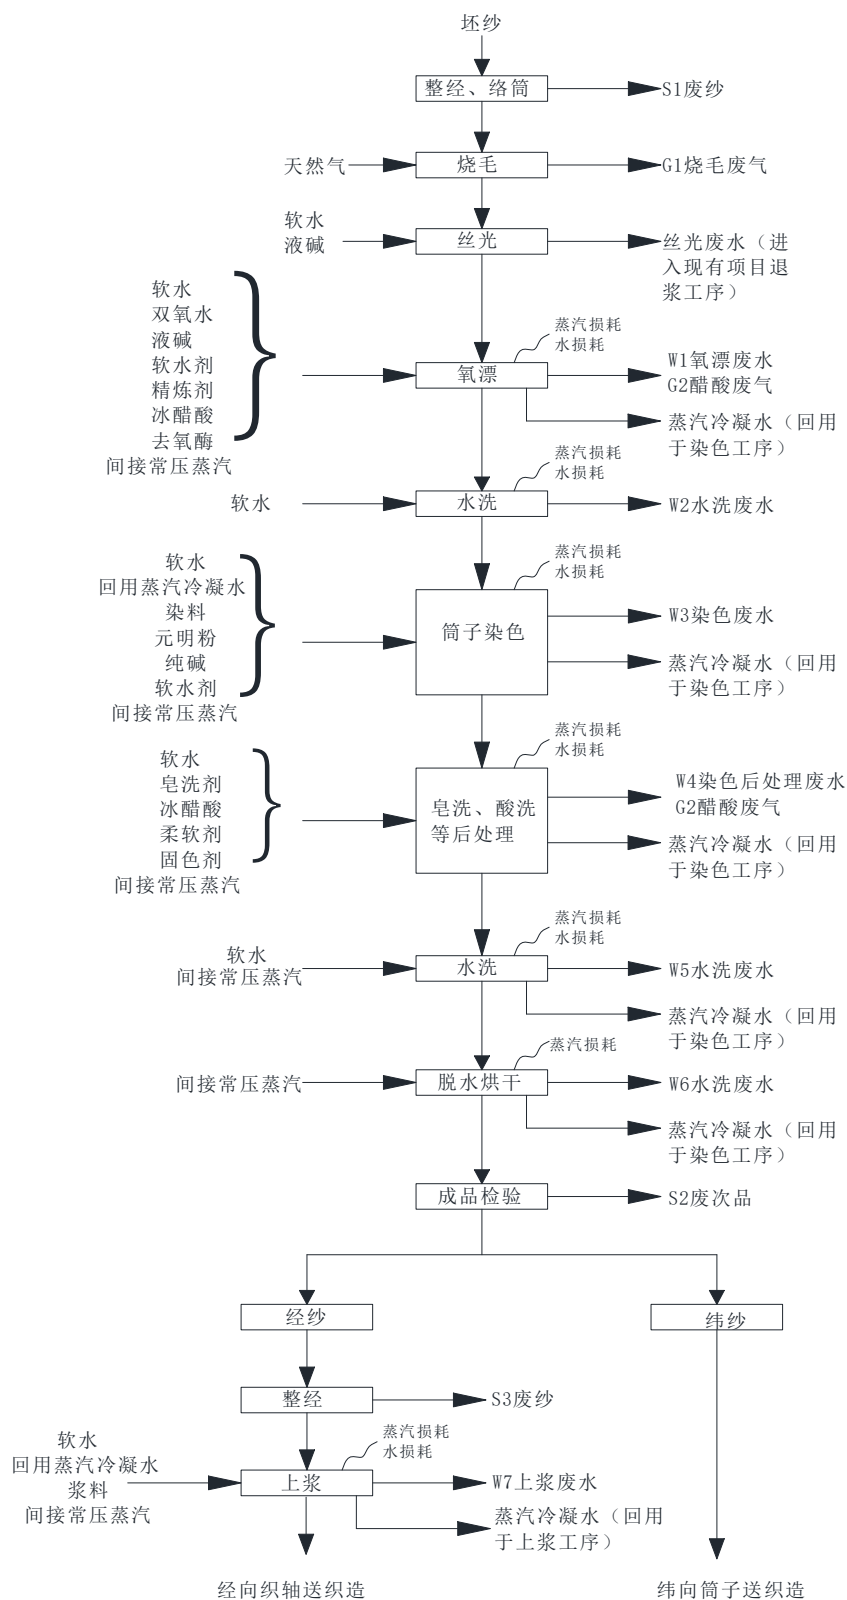 坯纱
整经、络筒
S1废纱
天然气
烧毛
G1烧毛废气
软水
液碱
丝光
丝光废水（进
入现有项目退
浆工序）
软水
双氧水
液碱
软水剂
精炼剂
冰醋酸
去氧酶
间接常压蒸汽
蒸汽损耗
水损耗
氧漂
W1氧漂废水
G2醋酸废气
蒸汽冷凝水（回用
于染色工序）
软水
蒸汽损耗
水损耗
水洗
W2水洗废水
软水
回用蒸汽冷凝水
染料
元明粉
纯碱
软水剂
间接常压蒸汽
蒸汽损耗
水损耗
筒子染色
W3染色废水
蒸汽冷凝水（回用
于染色工序）
软水
皂洗剂
冰醋酸
柔软剂
固色剂
间接常压蒸汽
蒸汽损耗
水损耗
皂洗、酸洗
等后处理
W4染色后处理废水
G2醋酸废气
蒸汽冷凝水（回用
于染色工序）
软水
间接常压蒸汽
蒸汽损耗
水损耗
水洗
W5水洗废水
蒸汽冷凝水（回用
于染色工序）
间接常压蒸汽
蒸汽损耗
脱水烘干
W6水洗废水
蒸汽冷凝水（回用
于染色工序）
成品检验
S2废次品
经纱
纬纱
整经
S3废纱
软水
回用蒸汽冷凝水
浆料
间接常压蒸汽
蒸汽损耗
水损耗
上浆
W7上浆废水
蒸汽冷凝水（回用
于上浆工序）
经向织轴送织造
纬向筒子送织造